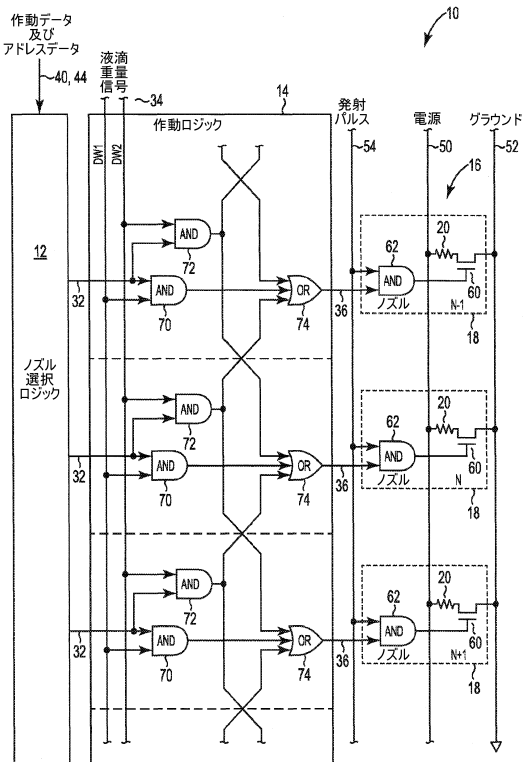 10
作動データ
及び
アドレスデータ
40, 44
液滴
重量
信号
34
14
作動ロジック
発射
パルス
54
電源
50
グラウンド
52
16
DW1
DW2
12
ノズル
選択
ロジック
AND
72
32
AND
70
OR
74
36
62
AND
ノズル
20
60
N-1
18
AND
72
32
AND
70
OR
74
36
62
AND
ノズル
20
60
N
18
AND
72
32
AND
70
OR
74
36
62
AND
ノズル
20
60
N+1
18